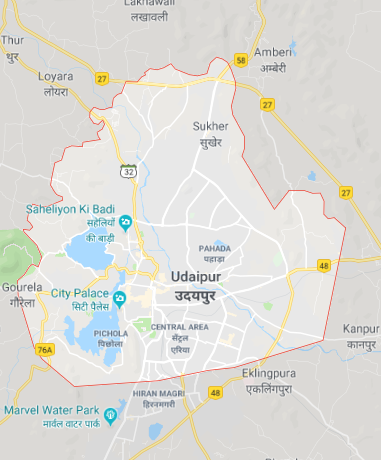 Lakhawali
लखावली
Thur
थुर
58
Amberi
अम्बेरी
Loyara
लोयरा
27
27
Sukher
सुखेर
32
27
Saheliyon Ki Badi
सहेलियों
की बाड़ी
PAHADA
पहाड़ा
48
Udaipur
उदयपुर
Gourela
गौरेला
City Palace
सिटी पैलेस
CENTRAL AREA
सेंट्रल
एरिया
PICHOLA
पिछोला
Kanpur
कानपुर
76A
Eklingpura
एकलिंगपुरा
HIRAN MAGRI
हिरनमगरी
48
Marvel Water Park
मार्वल वाटर पार्क